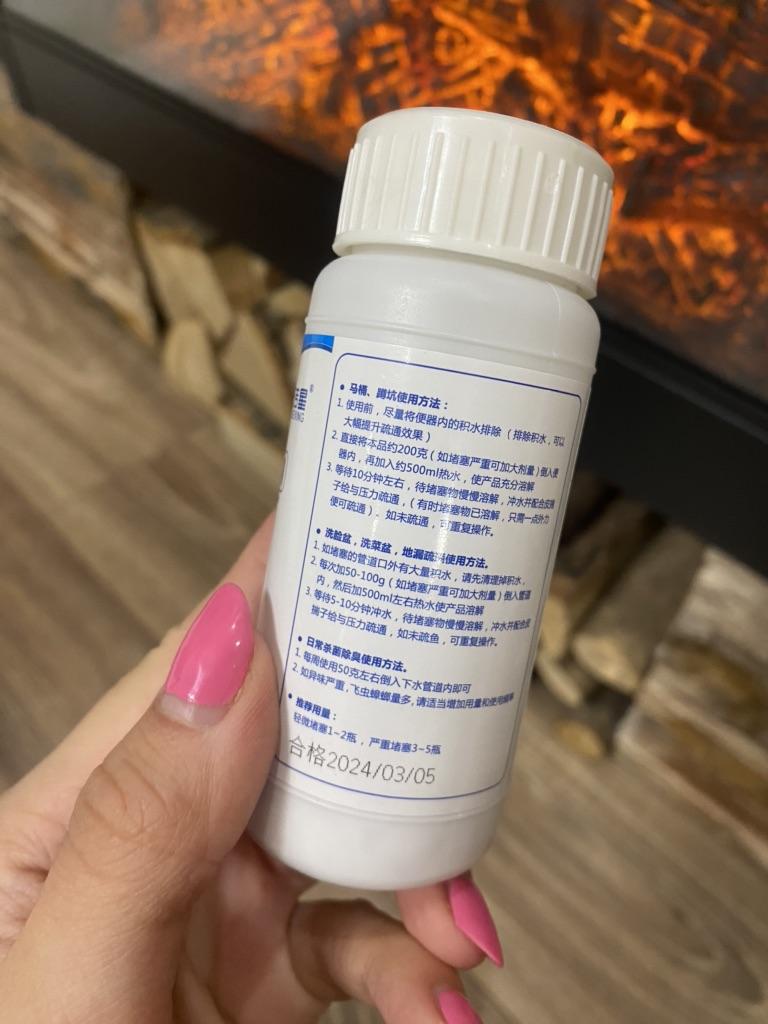 星®
● 马桶、蹲坑使用方法：
1. 使用前，尽量将便器内的积水排除（排除积水，可以
大幅提升疏通效果）
2. 直接将本品约200克（如堵塞严重可加大剂量）倒入便
器内，再加入约500ml热水，使产品充分溶解
3. 等待10分钟左右，待堵塞物慢慢溶解，冲水并配合皮揣
子给与压力疏通，（有时堵塞物已溶解，只需一点外力
便可疏通）．如未疏通，可重复操作。
● 洗脸盆，洗菜盆，地漏疏通使用方法。
1. 如堵塞的管道口外有大量积水，请先清理掉积水，
2. 每次加50-100g（如堵塞严重可加大剂量）倒入管道
内，然后加500ml左右热水使产品溶解
3. 等待5-10分钟冲水，待堵塞物慢慢溶解，冲水并配合皮
揣子给与压力疏通，如未疏鱼，可重复操作。
● 日常杀菌除臭使用方法。
1. 每周使用50克左右倒入下水管道内即可
2. 如异味严重，飞虫蟑螂量多，请适当增加用量和使用频率
● 推荐用量：
轻微堵塞1~2瓶，严重堵塞3~5瓶
合格2024/03/05